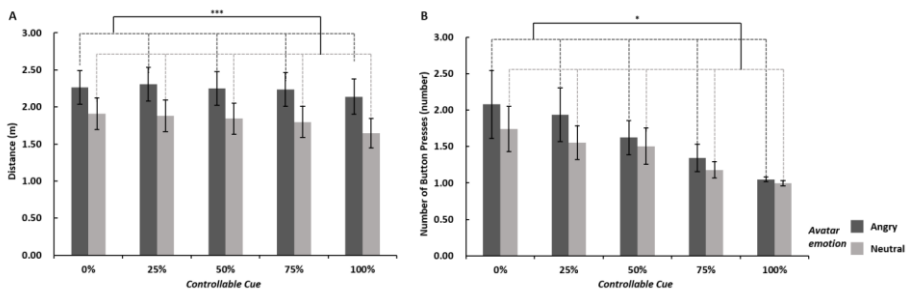 A
***
3.00
2.50
2.00
1.50
1.00
0.50
0.00
Distance (m)
0% 25% 50% 75% 100%
Controllable Cue
B
*
3.00
2.50
2.00
1.50
1.00
0.50
0.00
Number of Button Presses (number)
0% 25% 50% 75% 100%
Controllable Cue
Avatar
emotion
Angry
Neutral